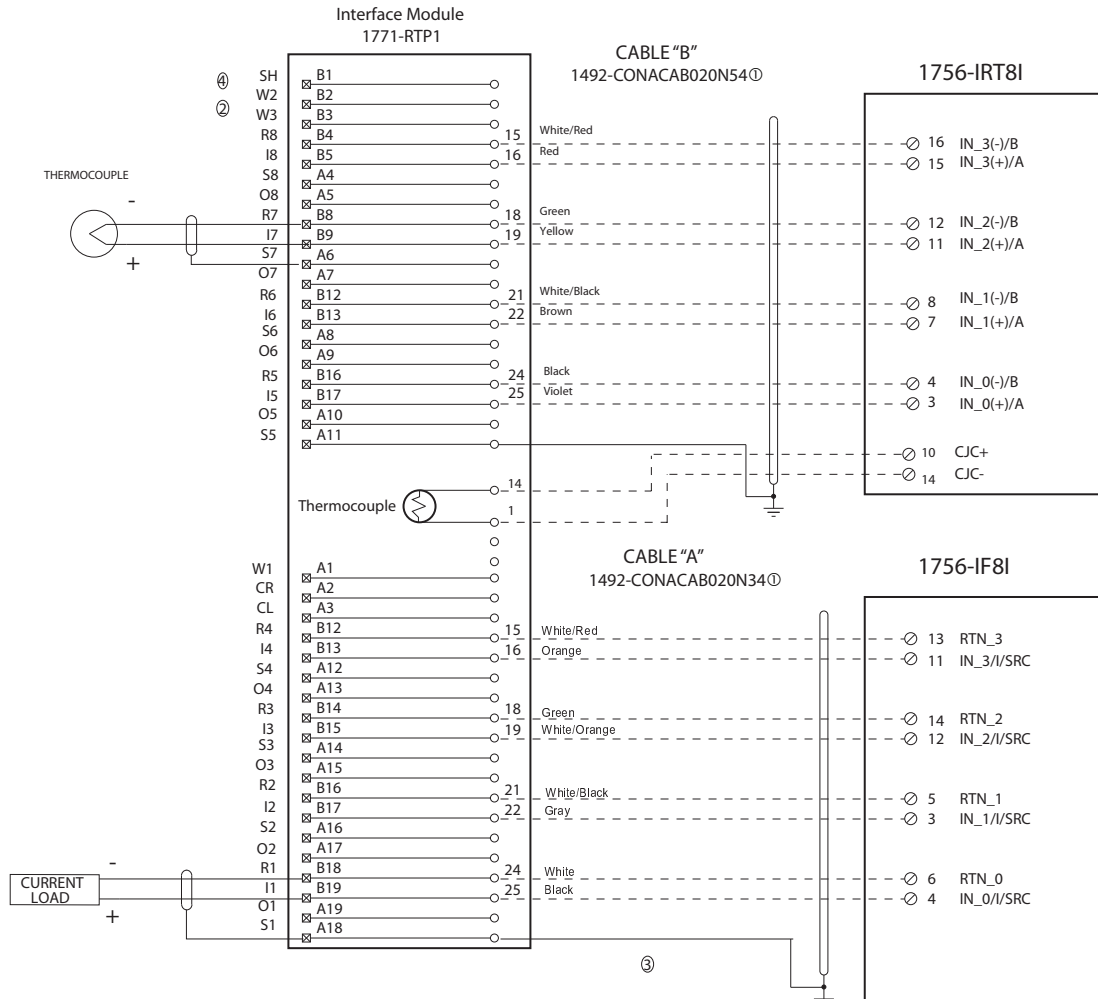 Interface Module
1771-RTP1
CABLE “B”
1492-CONACAB020N54①
1756-IRT8I
④ SH B1
W2 B2
② W3 B3
R8 B4 15 White/Red 16 IN_3(-)/B
I8 B5 16 Red 15 IN_3(+)/A
S8 A4
THERMOCOUPLE
O8 A5
- R7 B8 18 Green 12 IN_2(-)/B
I7 B9 19 Yellow 11 IN_2(+)/A
+ S7 A6
O7 A7
R6 B12 21 White/Black 8 IN_1(-)/B
I6 B13 22 Brown 7 IN_1(+)/A
S6 A8
O6 A9
R5 B16 24 Black 4 IN_0(-)/B
I5 B17 25 Violet 3 IN_0(+)/A
O5 A10
S5 A11
10 CJC+
14 CJC-
Thermocouple 14
1
CABLE “A”
1492-CONACAB020N34①
1756-IF8I
W1 A1
CR A2
CL A3
R4 B12 15 White/Red 13 RTN_3
I4 B13 16 Orange 11 IN_3/I/SRC
S4 A12
O4 A13
R3 B14 18 Green 14 RTN_2
I3 B15 19 White/Orange 12 IN_2/I/SRC
S3 A14
O3 A15
R2 B16 21 White/Black 5 RTN_1
I2 B17 22 Gray 3 IN_1/I/SRC
S2 A16
O2 A17
- R1 B18 24 White 6 RTN_0
CURRENT
LOAD
I1 B19 25 Black 4 IN_0/I/SRC
+ O1 A19
S1 A18
③